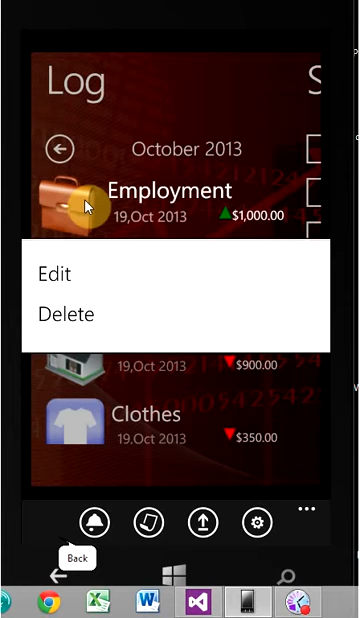 Log
S
October 2013
Employment
19,Oct 2013 $1,000.00
Edit
Delete
19,Oct 2013 $900.00
Clothes
19,Oct 2013 $350.00
Back